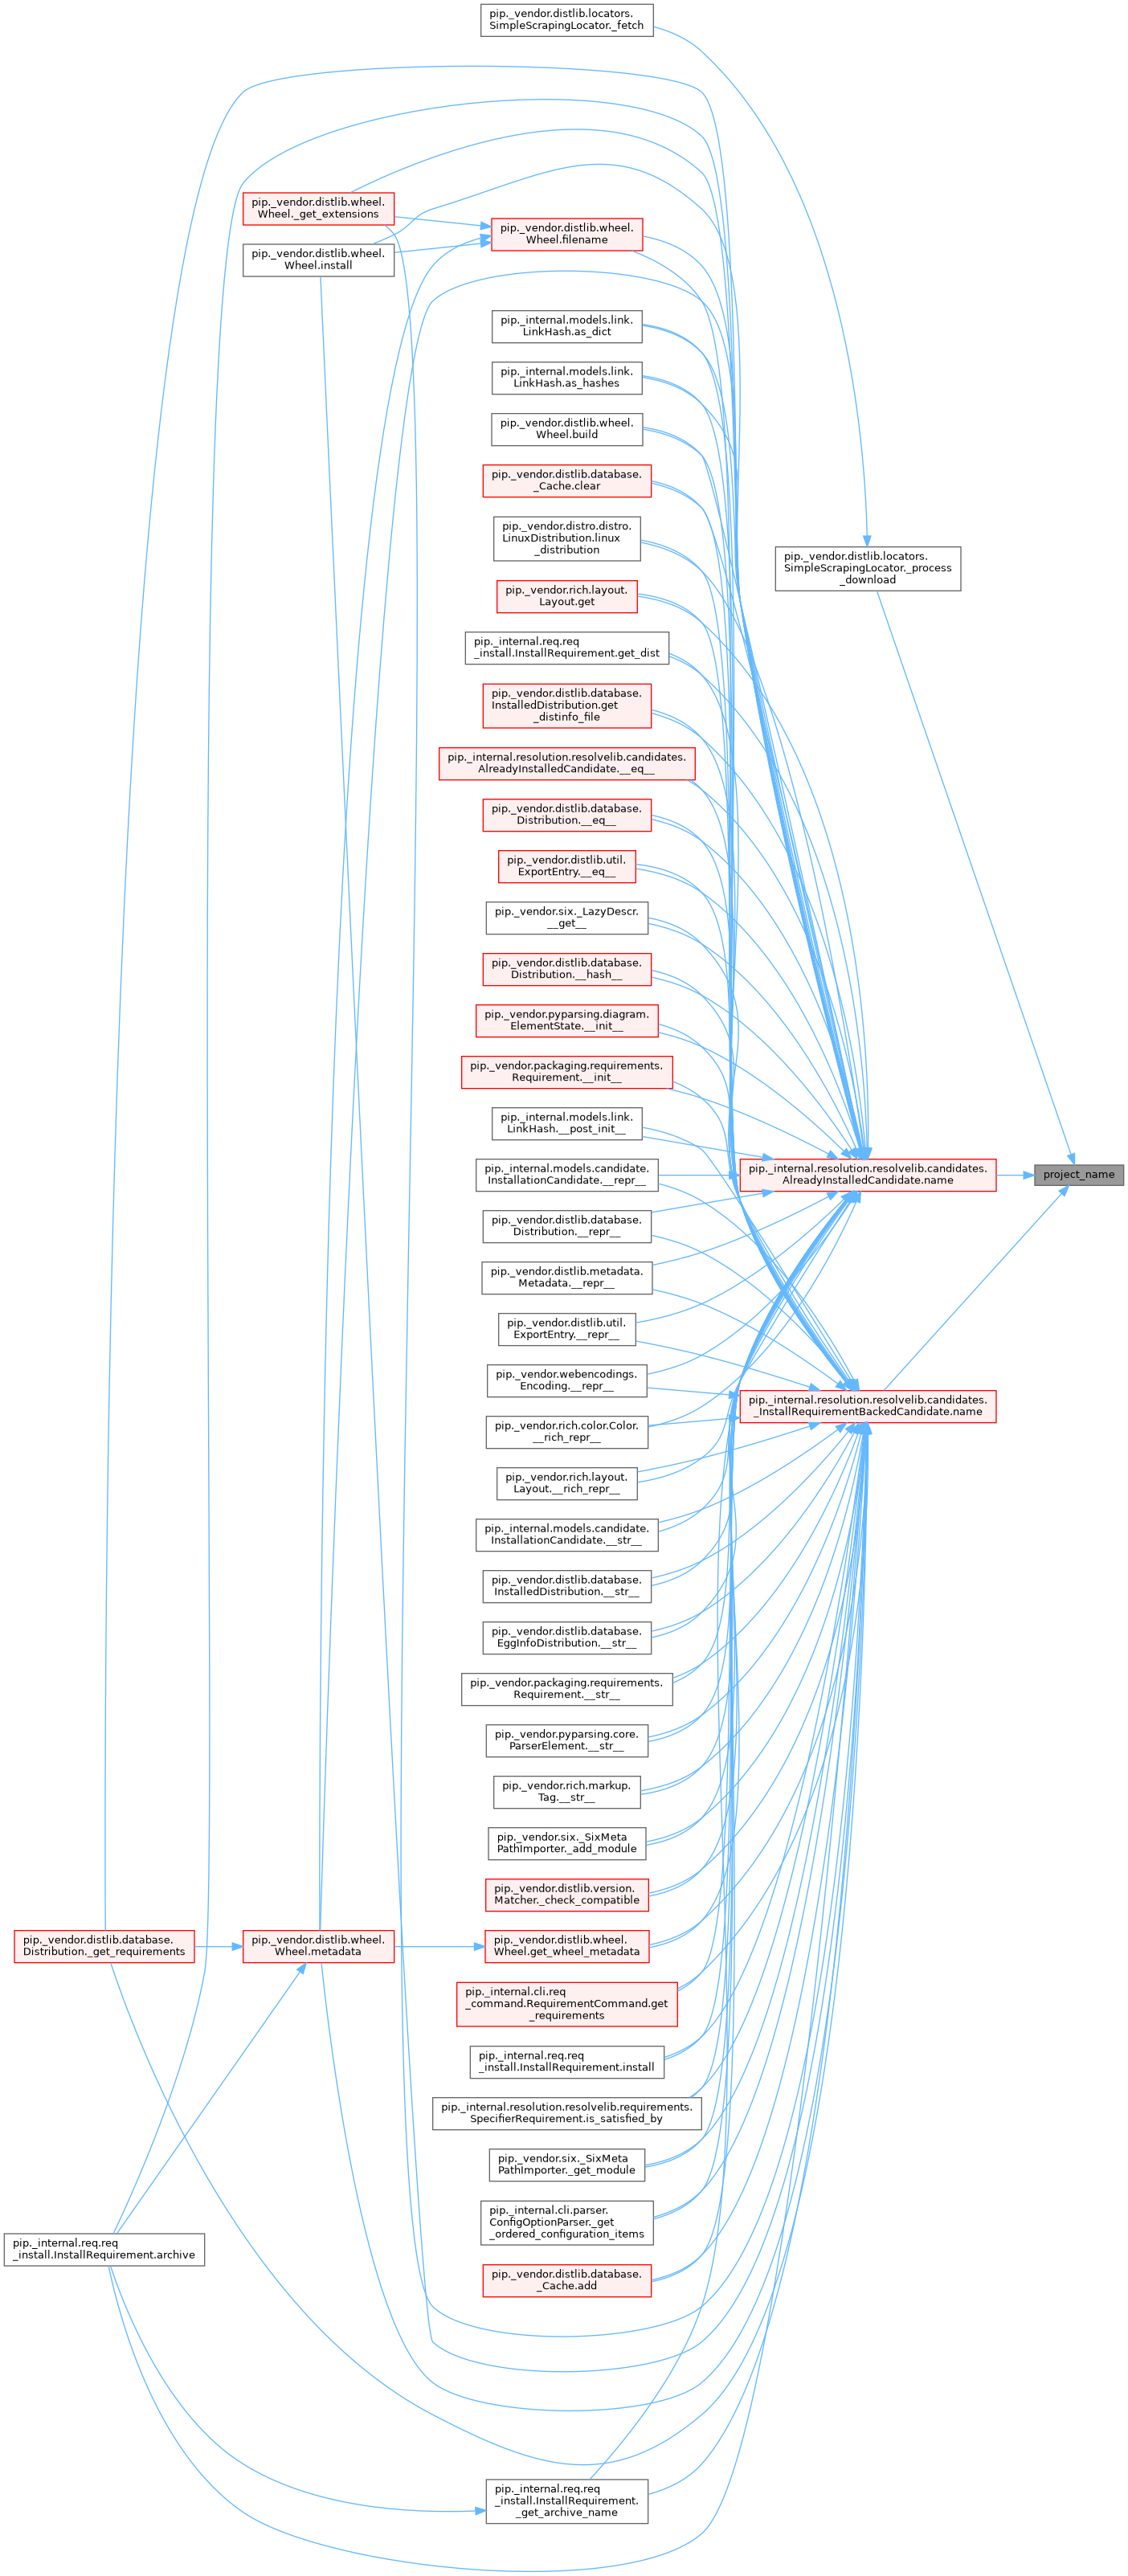 pip._vendor.distlib.locators.
SimpleScrapingLocator._fetch
pip._vendor.distlib.wheel.
Wheel._get_extensions
pip._vendor.distlib.wheel.
Wheel.filename
pip._vendor.distlib.wheel.
Wheel.install
pip._internal.models.link.
LinkHash.as_dict
pip._internal.models.link.
LinkHash.as_hashes
pip._vendor.distlib.wheel.
Wheel.build
pip._vendor.distlib.database.
_Cache.clear
pip._vendor.distro.distro.
LinuxDistribution.linux
_distribution
pip._vendor.distlib.locators.
SimpleScrapingLocator._process
_download
pip._vendor.rich.layout.
Layout.get
pip._internal.req.req
_install.InstallRequirement.get_dist
pip._vendor.distlib.database.
InstalledDistribution.get
_distinfo_file
pip._internal.resolution.resolvelib.candidates.
AlreadyInstalledCandidate.__eq__
pip._vendor.distlib.database.
Distribution.__eq__
pip._vendor.distlib.util.
ExportEntry.__eq__
pip._vendor.six._LazyDescr.
__get__
pip._vendor.distlib.database.
Distribution.__hash__
pip._vendor.pyparsing.diagram.
ElementState.__init__
pip._vendor.packaging.requirements.
Requirement.__init__
pip._internal.models.link.
LinkHash.__post_init__
pip._internal.models.candidate.
InstallationCandidate.__repr__
pip._internal.resolution.resolvelib.candidates.
AlreadyInstalledCandidate.name
project_name
pip._vendor.distlib.database.
Distribution.__repr__
pip._vendor.distlib.metadata.
Metadata.__repr__
pip._vendor.distlib.util.
ExportEntry.__repr__
pip._vendor.webencodings.
Encoding.__repr__
pip._internal.resolution.resolvelib.candidates.
_InstallRequirementBackedCandidate.name
pip._vendor.rich.color.Color.
__rich_repr__
pip._vendor.rich.layout.
Layout.__rich_repr__
pip._internal.models.candidate.
InstallationCandidate.__str__
pip._vendor.distlib.database.
InstalledDistribution.__str__
pip._vendor.distlib.database.
EggInfoDistribution.__str__
pip._vendor.packaging.requirements.
Requirement.__str__
pip._vendor.pyparsing.core.
ParserElement.__str__
pip._vendor.rich.markup.
Tag.__str__
pip._vendor.six._SixMeta
PathImporter._add_module
pip._vendor.distlib.version.
Matcher._check_compatible
pip._vendor.distlib.database.
Distribution._get_requirements
pip._vendor.distlib.wheel.
Wheel.metadata
pip._vendor.distlib.wheel.
Wheel.get_wheel_metadata
pip._internal.cli.req
_command.RequirementCommand.get
_requirements
pip._internal.req.req
_install.InstallRequirement.install
pip._internal.resolution.resolvelib.requirements.
SpecifierRequirement.is_satisfied_by
pip._vendor.six._SixMeta
PathImporter._get_module
pip._internal.cli.parser.
ConfigOptionParser._get
_ordered_configuration_items
pip._internal.req.req
_install.InstallRequirement.archive
pip._vendor.distlib.database.
_Cache.add
pip._internal.req.req
_install.InstallRequirement.
_get_archive_name